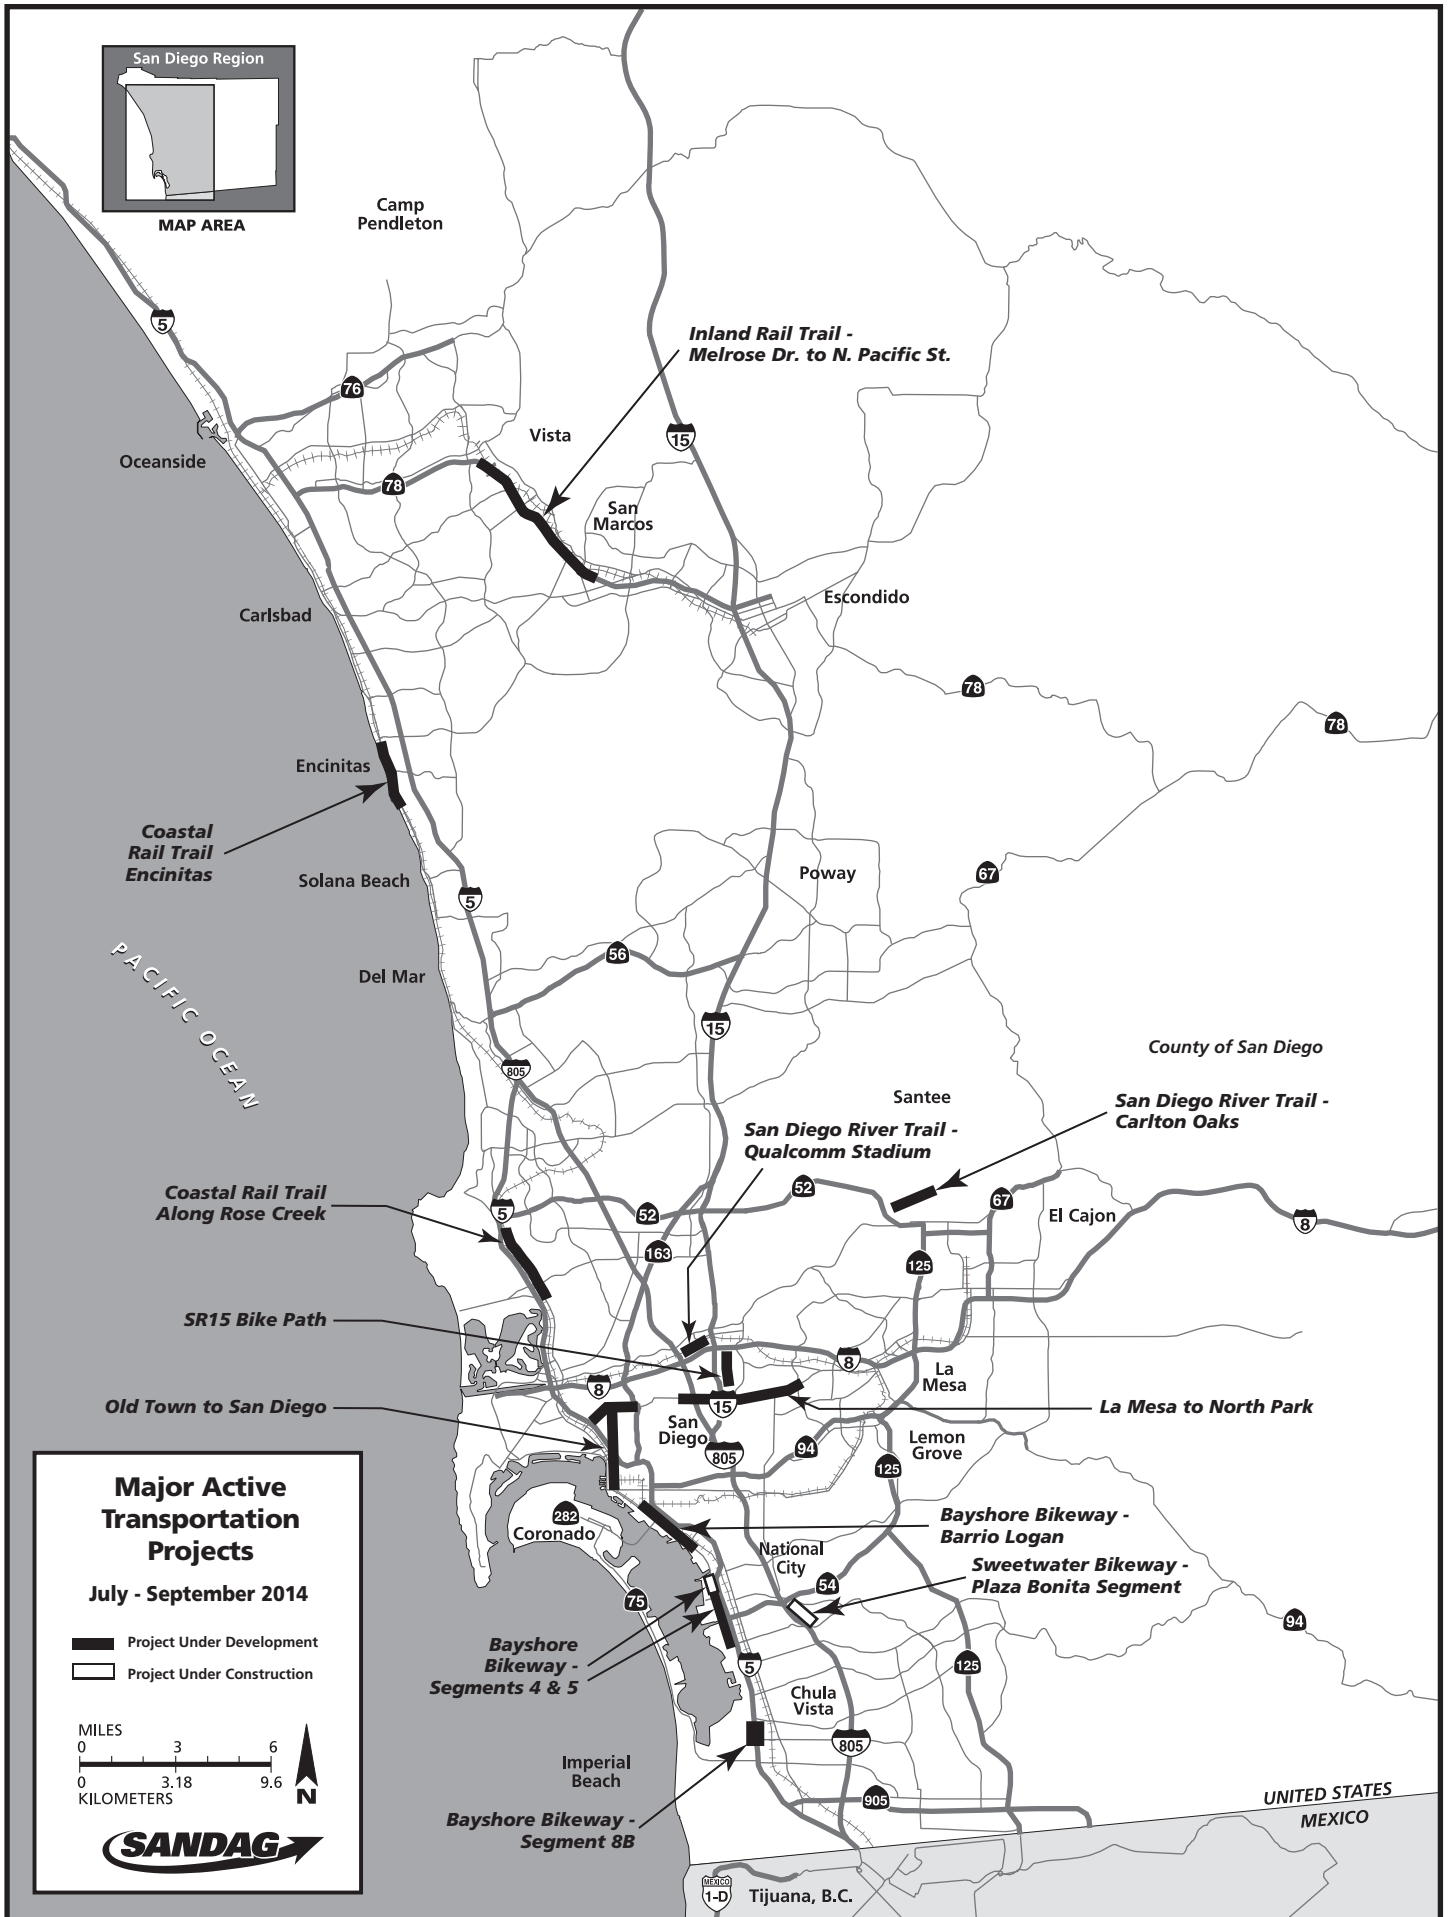 San Diego Region
MAP AREA
Camp
Pendleton
5
Inland Rail Trail -
Melrose Dr. to N. Pacific St.
76
Vista
15
Oceanside
78
San
Marcos
Escondido
Carlsbad
78
78
Encinitas
Coastal
Rail Trail
Encinitas
Poway
67
Solana Beach
5
PACIFIC OCEAN
56
Del Mar
15
County of San Diego
805
Santee
San Diego River Trail -
Carlton Oaks
San Diego River Trail -
Qualcomm Stadium
Coastal Rail Trail
Along Rose Creek
5
52
52
67
El Cajon
8
163
125
SR15 Bike Path
8
8
La
Mesa
Old Town to San Diego
15
La Mesa to North Park
San
Diego
805
94
Lemon
Grove
125
Major Active
Transportation
Projects
July - September 2014
Project Under Development
Project Under Construction
MILES
0 3 6
0 3.18 9.6
KILOMETERS
N
SANDAG
282
Coronado
Bayshore Bikeway -
Barrio Logan
National
City
Sweetwater Bikeway -
Plaza Bonita Segment
54
75
94
Bayshore
Bikeway -
Segments 4 & 5
5
125
Chula
Vista
805
Imperial
Beach
905
UNITED STATES
MEXICO
Bayshore Bikeway -
Segment 8B
MEXICO
1-D
Tijuana, B.C.